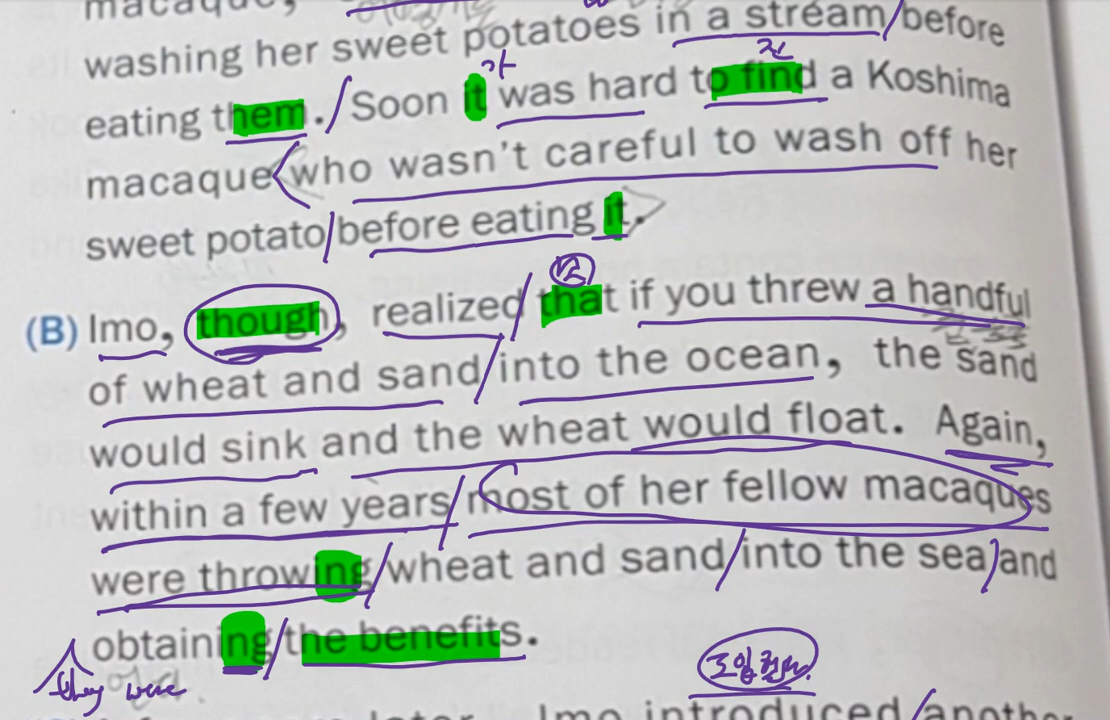 macaque,
washing her sweet potatoes in a stream/before
가 진
eating them./Soon it was hard to find a Koshima
macaque who wasn't careful to wash off her
sweet potato/before eating it.
(B) Imo, though, realized/that if you threw a handful
of wheat and sand/into the ocean, the sand
would sink and the wheat would float. Again,
within a few years/most of her fellow macaques
were throwing/wheat and sand/into the sea/and
obtaining/the benefits.
they were
Imo introduced/another